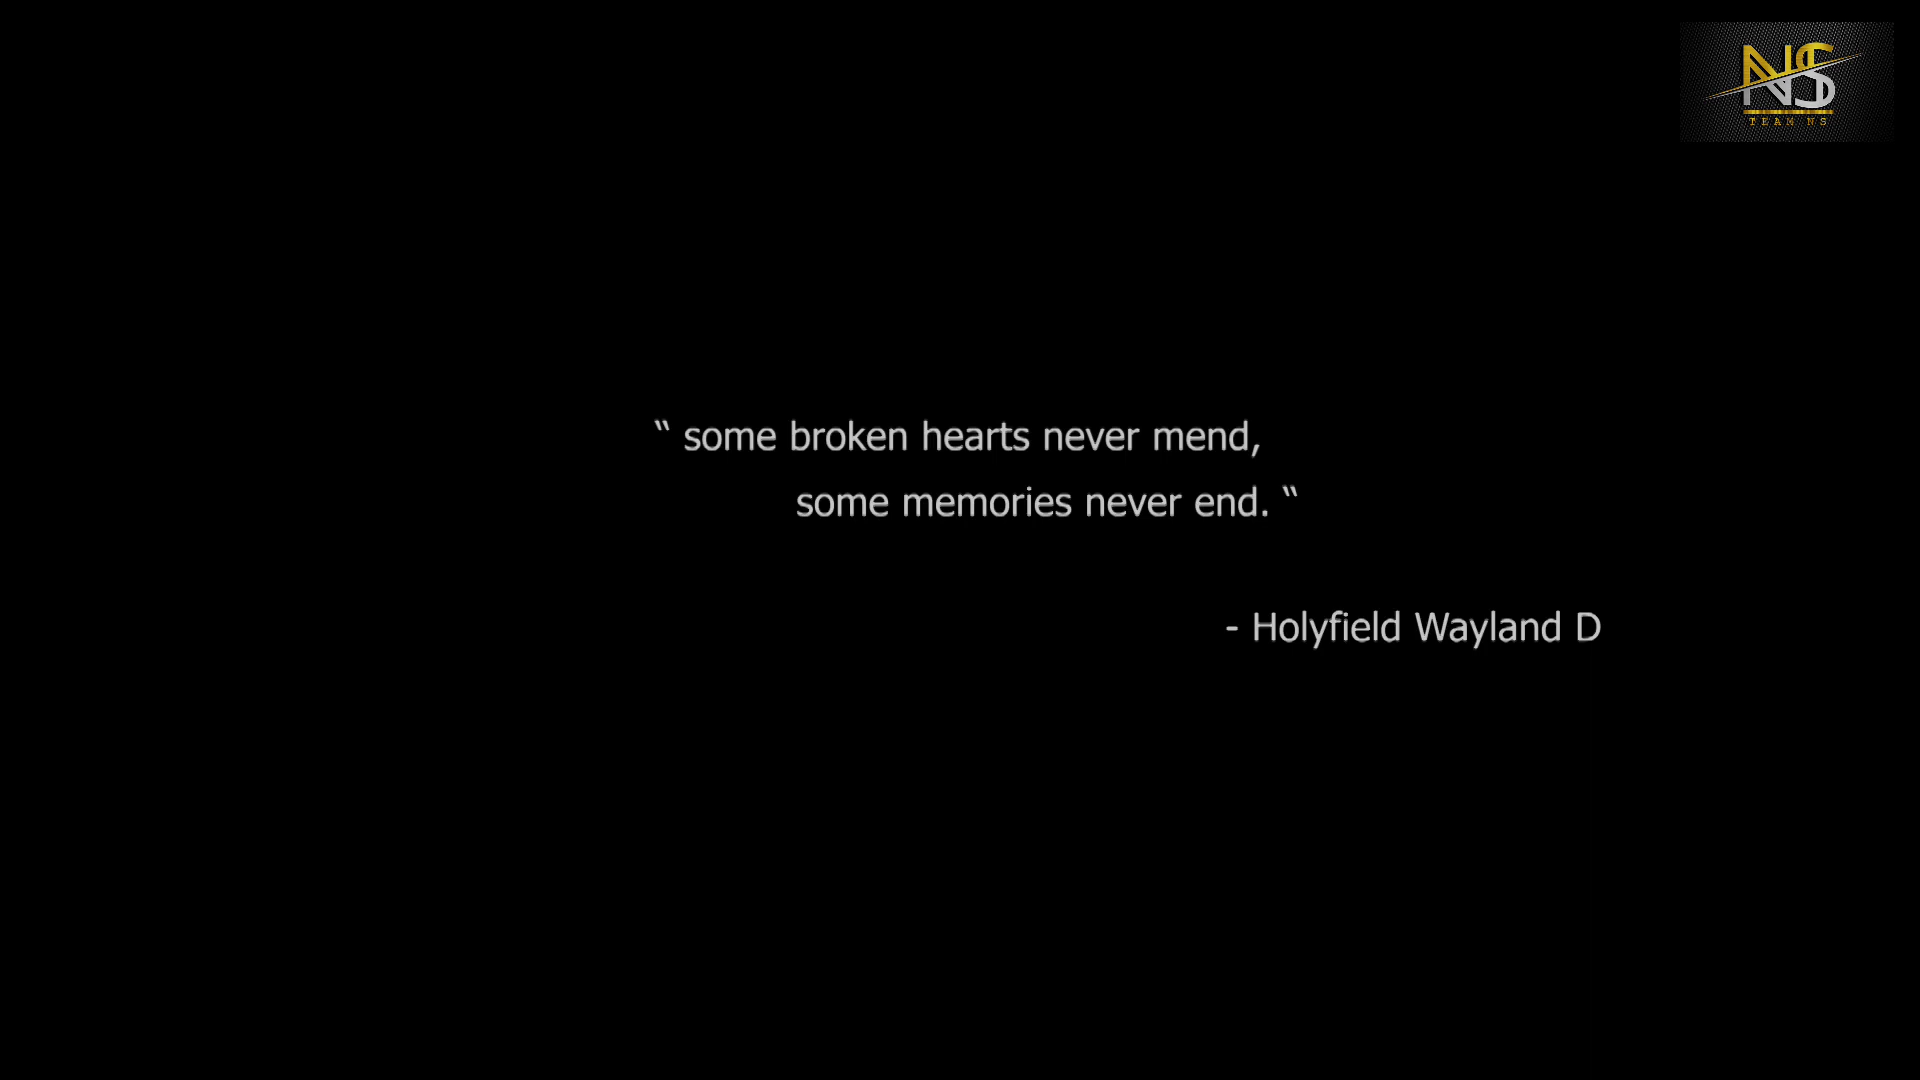 NS
TEAM NS
“ some broken hearts never mend,
some memories never end. “
- Holyfield Wayland D